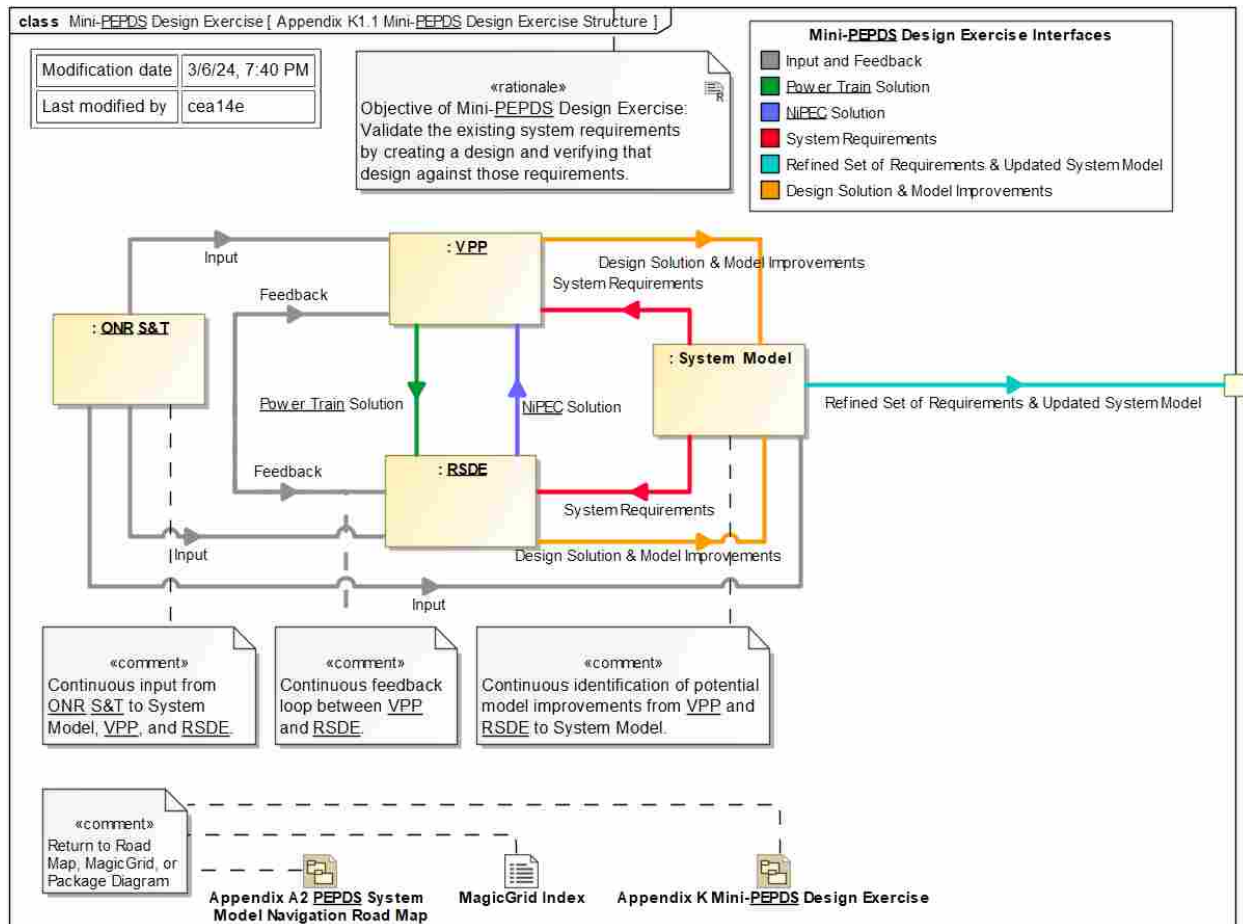 class Mini-PEPDS Design Exercise [ Appendix K1.1 Mini-PEPDS Design Exercise Structure ]
Modification date 3/6/24, 7:40 PM
Last modified by cea14e
«rationale»
Objective of Mini-PEPDS Design Exercise:
Validate the existing system requirements
by creating a design and verifying that
design against those requirements.
Mini-PEPDS Design Exercise Interfaces
Input and Feedback
Power Train Solution
NiPEC Solution
System Requirements
Refined Set of Requirements & Updated System Model
Design Solution & Model Improvements
: VPP
Input
Design Solution & Model Improvements
System Requirements
Feedback
: ONR S&T
: System Model
Power Train Solution
NiPEC Solution
Refined Set of Requirements & Updated System Model
: RSDE
Feedback
System Requirements
Input
Design Solution & Model Improvements
Input
«comment»
Continuous input from
ONR S&T to System
Model, VPP, and RSDE.
«comment»
Continuous feedback
loop between VPP
and RSDE.
«comment»
Continuous identification of potential
model improvements from VPP and
RSDE to System Model.
«comment»
Return to Road
Map, MagicGrid, or
Package Diagram
Appendix A2 PEPDS System
Model Navigation Road Map
MagicGrid Index
Appendix K Mini-PEPDS Design Exercise